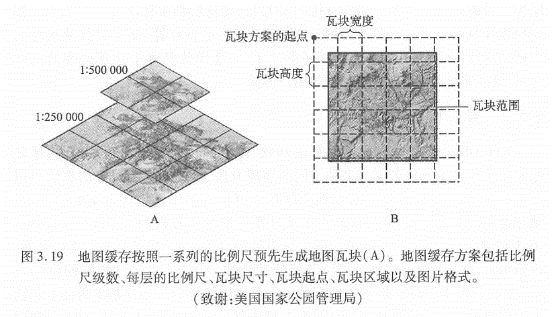 瓦块宽度
瓦块方案的起点
1:500 000
瓦块高度
1:250 000
瓦块范围
A
B
图 3.19 地图缓存按照一系列的比例尺预先生成地图瓦块(A)。地图缓存方案包括比例
尺级数、每层的比例尺、瓦块尺寸、瓦块起点、瓦块区域以及图片格式。
(致谢:美国国家公园管理局)